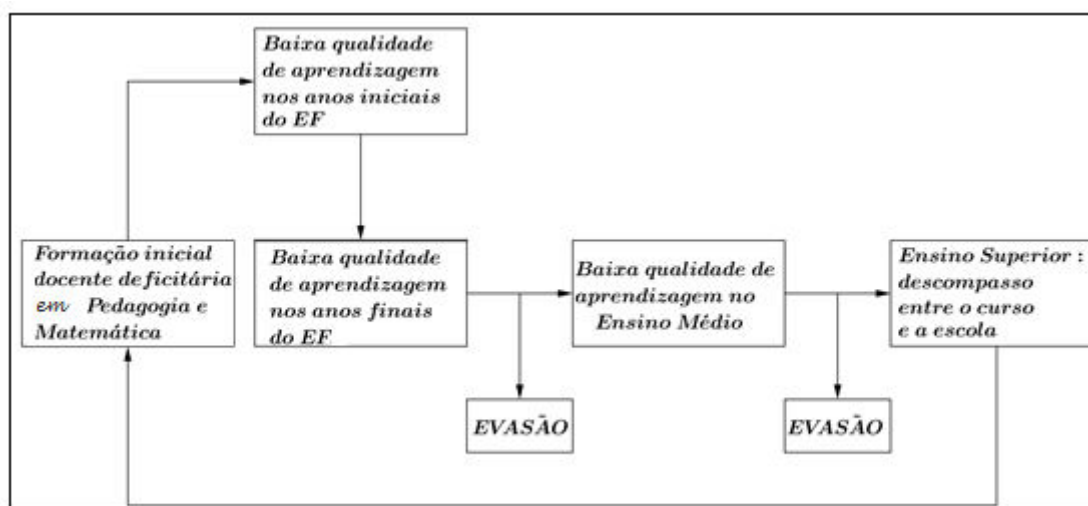 Baixa qualidade
de aprendizagem
nos anos iniciais
do EF
Formação inicial
docente deficitária
em Pedagogia e
Matemática
Baixa qualidade
de aprendizagem
nos anos finais
do EF
Baixa qualidade de
aprendizagem no
Ensino Médio
Ensino Superior :
descompasso
entre o curso
e a escola
EVASÃO
EVASÃO